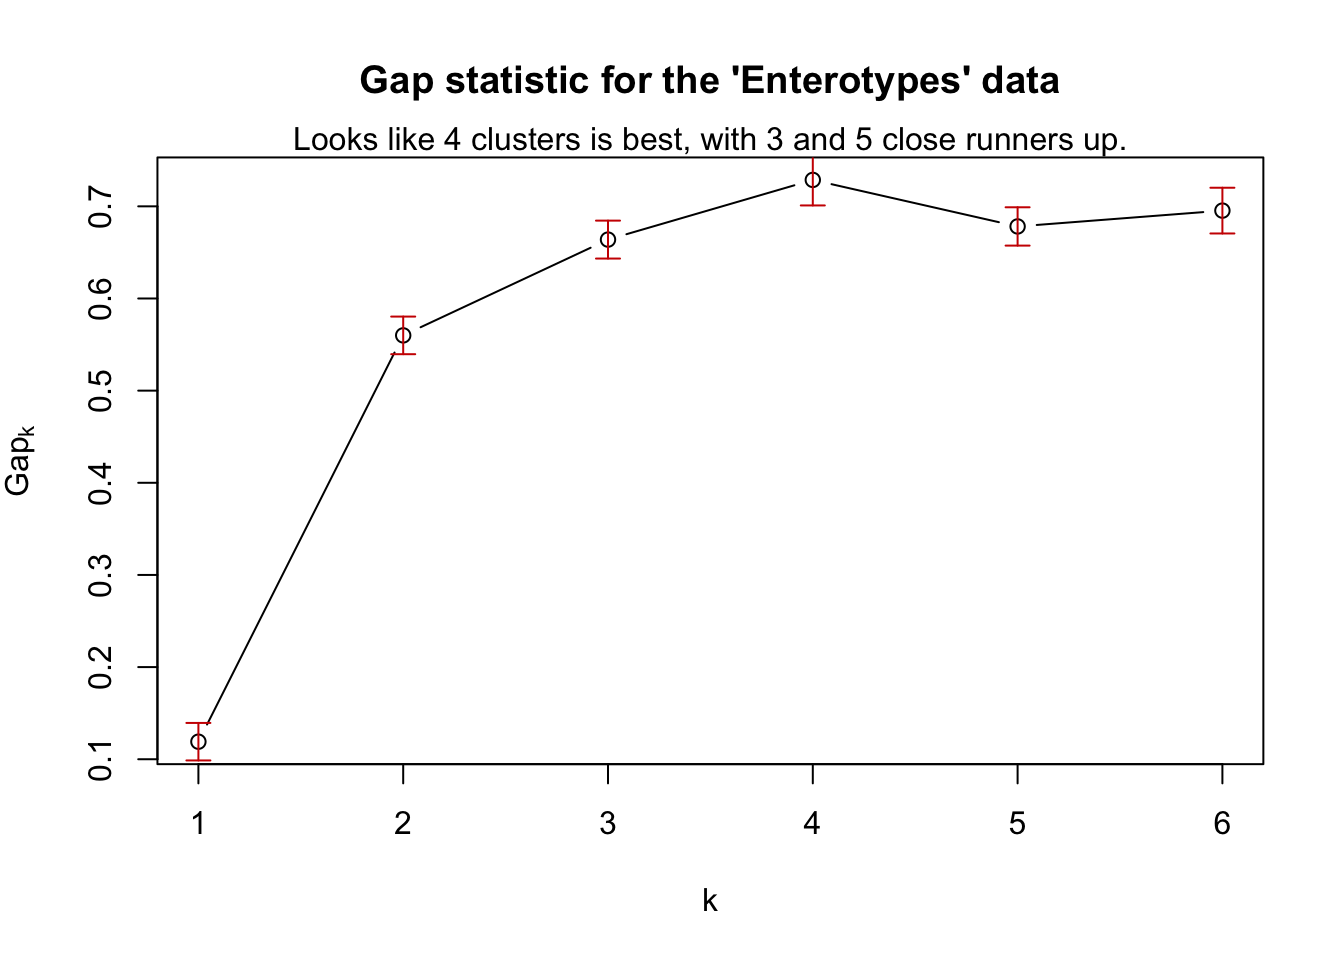 Gap statistic for the 'Enterotypes' data
Looks like 4 clusters is best, with 3 and 5 close runners up.
0.7
0.6
0.5
0.4
0.3
0.2
0.1
Gapk
1 2 3 4 5 6
k